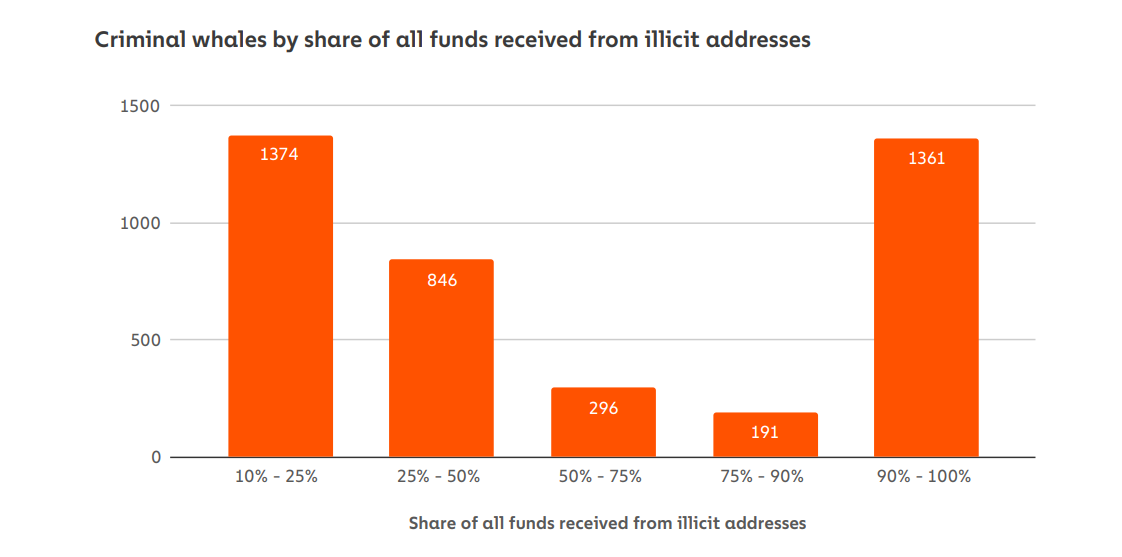 Criminal whales by share of all funds received from illicit addresses
1500
1000
500
0
1374
846
296
191
1361
10% - 25%
25% - 50%
50% - 75%
75% - 90%
90% - 100%
Share of all funds received from illicit addresses